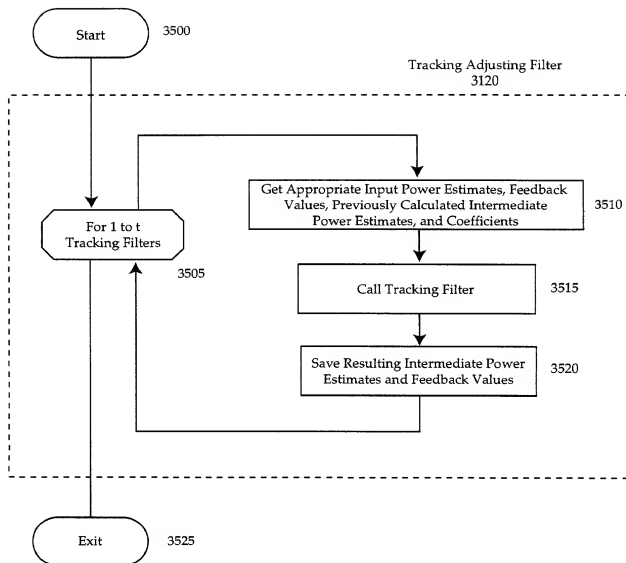 Start
3500
Tracking Adjusting Filter
3120
Get Appropriate Input Power Estimates, Feedback
Values, Previously Calculated Intermediate
Power Estimates, and Coefficients
3510
For 1 to t
Tracking Filters
3505
Call Tracking Filter
3515
Save Resulting Intermediate Power
Estimates and Feedback Values
3520
Exit
3525